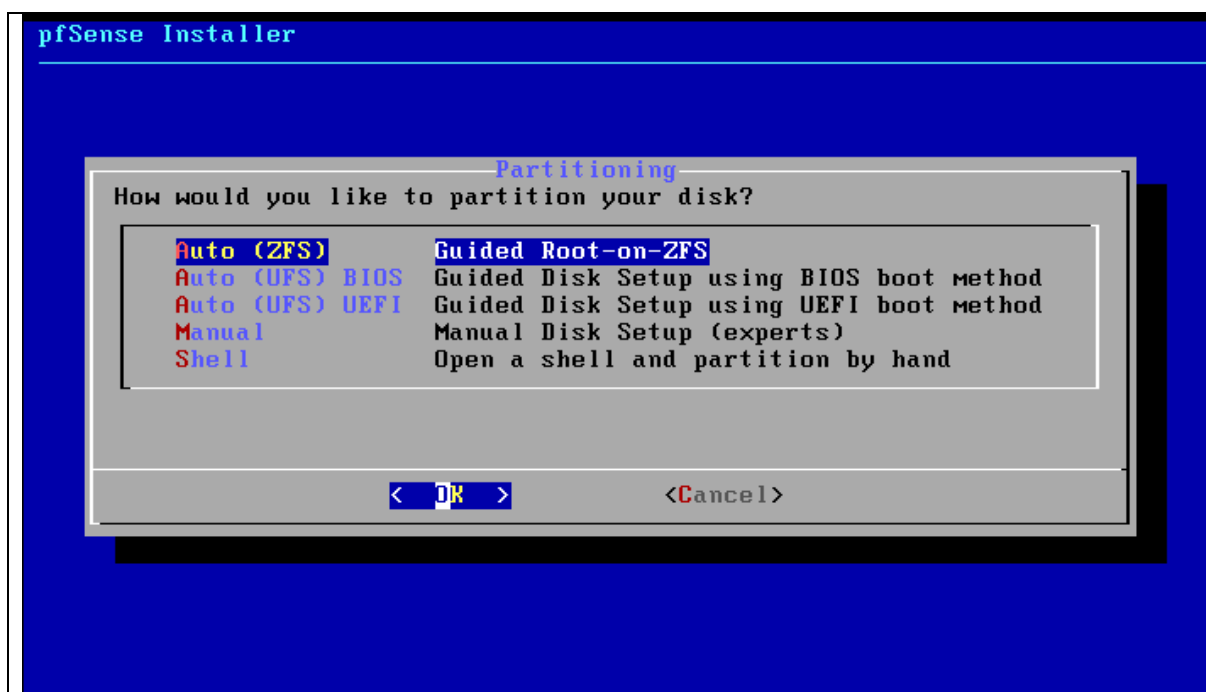 pfSense Installer
Partitioning
How would you like to partition your disk?
Auto (ZFS) Guided Root-on-ZFS
Auto (UFS) BIOS Guided Disk Setup using BIOS boot method
Auto (UFS) UEFI Guided Disk Setup using UEFI boot method
Manual Manual Disk Setup (experts)
Shell Open a shell and partition by hand
< OK > <Cancel>